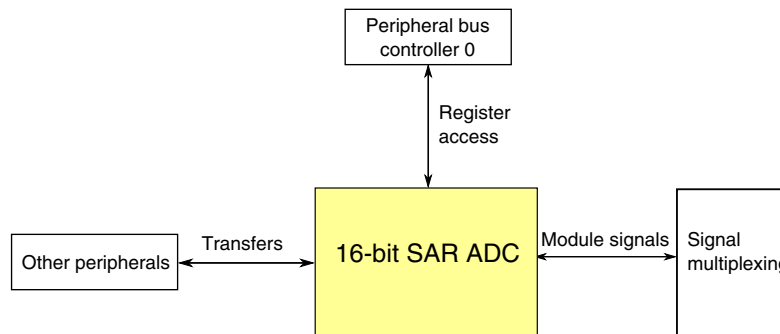 Peripheral bus
controller 0
Register
access
16-bit SAR ADC
Other peripherals
Transfers
Module signals
Signal
multiplexing